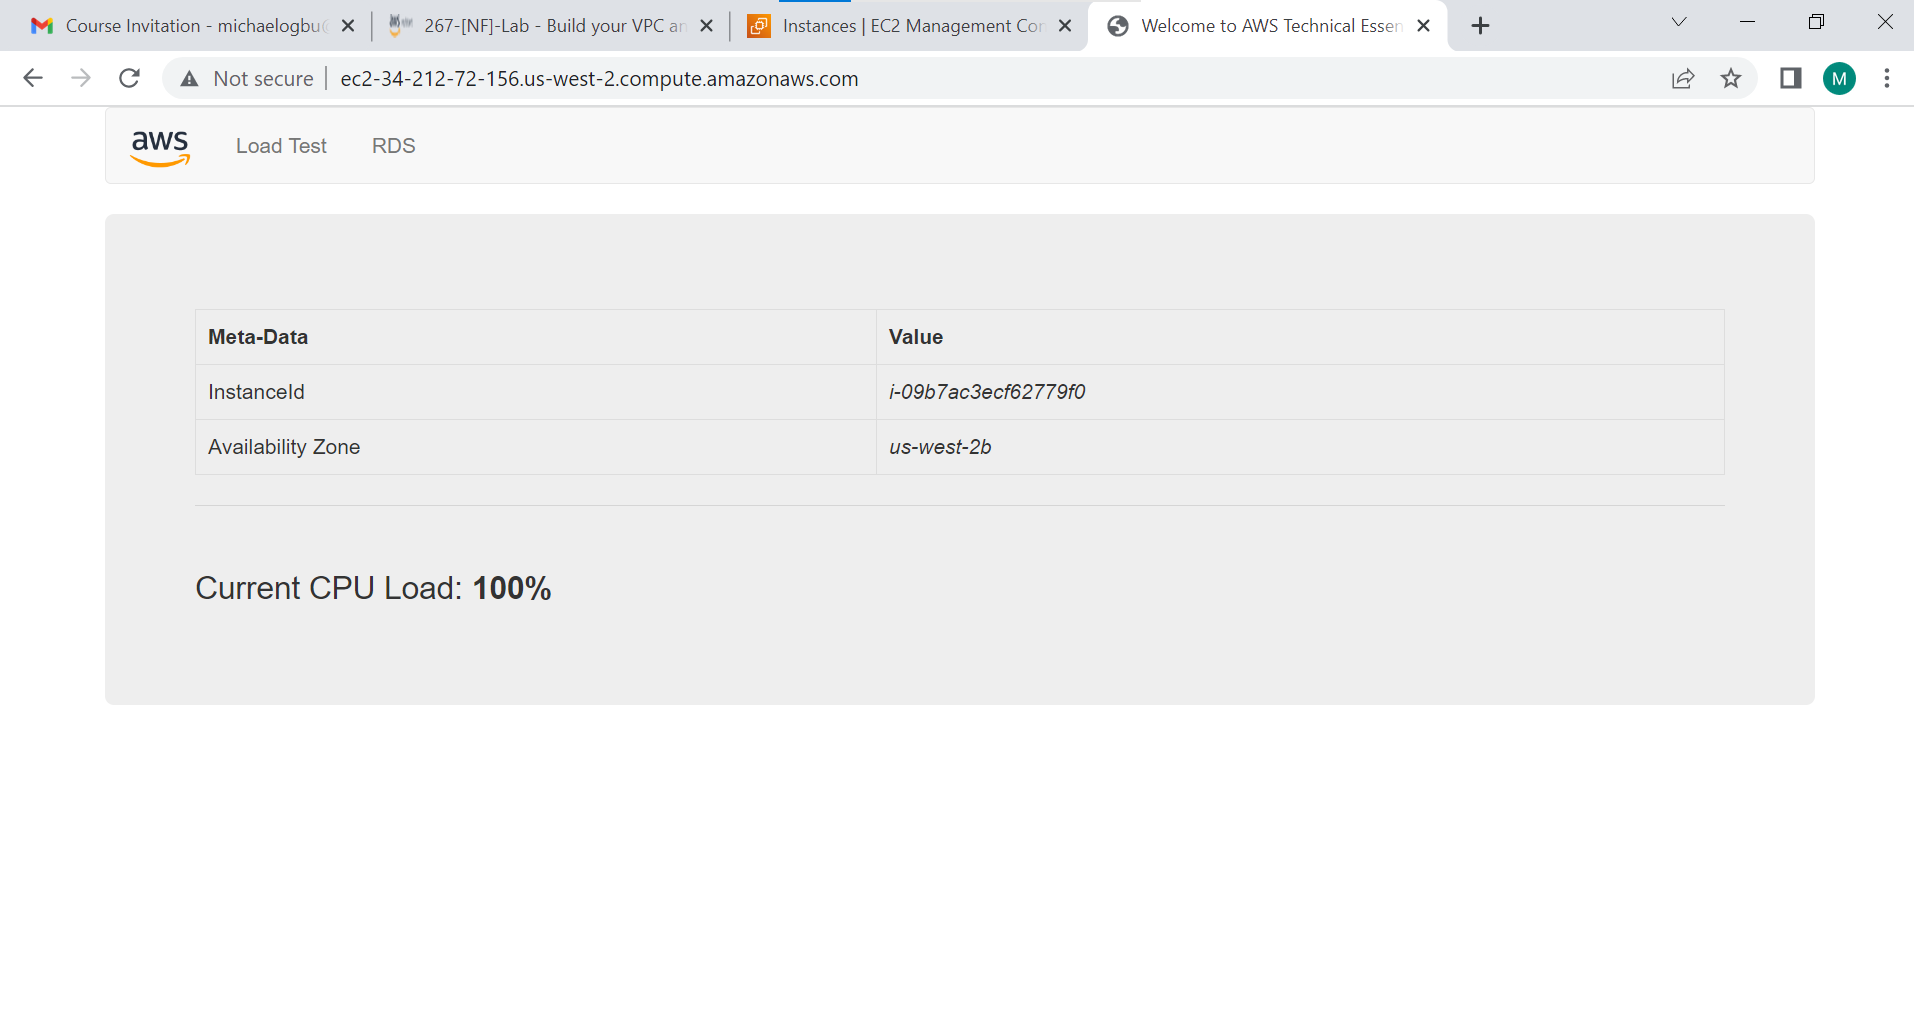 Course Invitation - michaelogbu
267-[NF]-Lab - Build your VPC an
Instances | EC2 Management Con
Welcome to AWS Technical Essen
Not secure
ec2-34-212-72-156.us-west-2.compute.amazonaws.com
M
aws Load Test RDS
Meta-Data Value
InstanceId i-09b7ac3ecf62779f0
Availability Zone us-west-2b
Current CPU Load: 100%